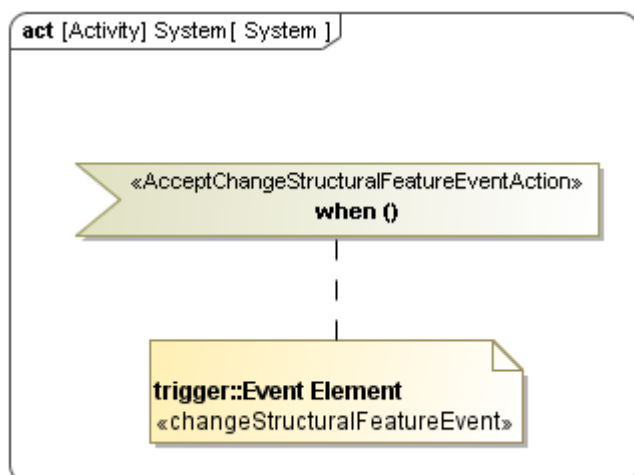 act [Activity] System[ System ]
«AcceptChangeStructuralFeatureEventAction»
when ()
trigger::Event Element
«changeStructuralFeatureEvent»